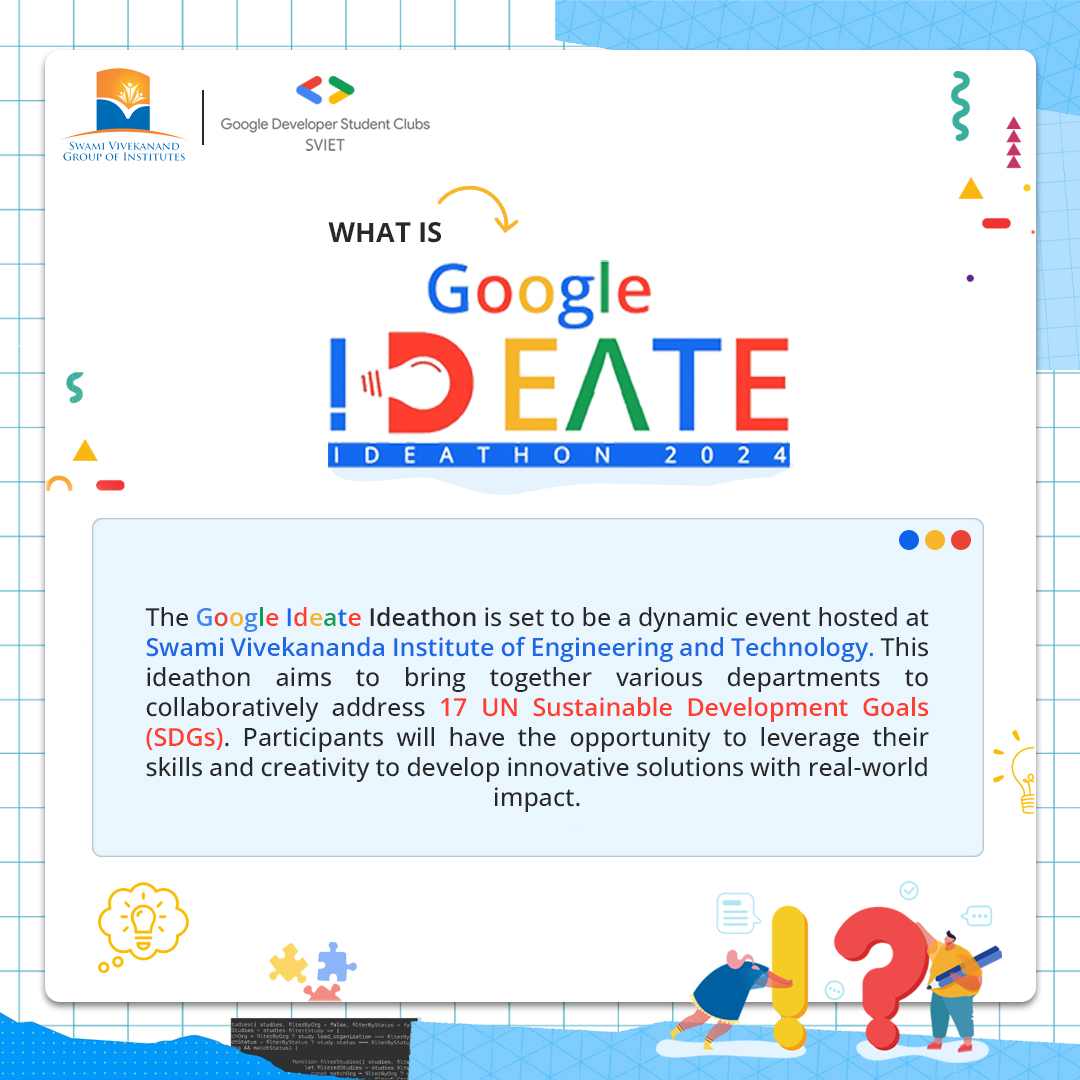 SWAMI VIVEKANAND
GROUP OF INSTITUTES
Google Developer Student Clubs
SVIET
WHAT IS
Google
IDEATE
IDEATHON 2024
The Google Ideate Ideathon is set to be a dynamic event hosted at
Swami Vivekananda Institute of Engineering and Technology. This
ideathon aims to bring together various departments to
collaboratively address 17 UN Sustainable Development Goals
(SDGs). Participants will have the opportunity to leverage their
skills and creativity to develop innovative solutions with real-world
impact.
! ?